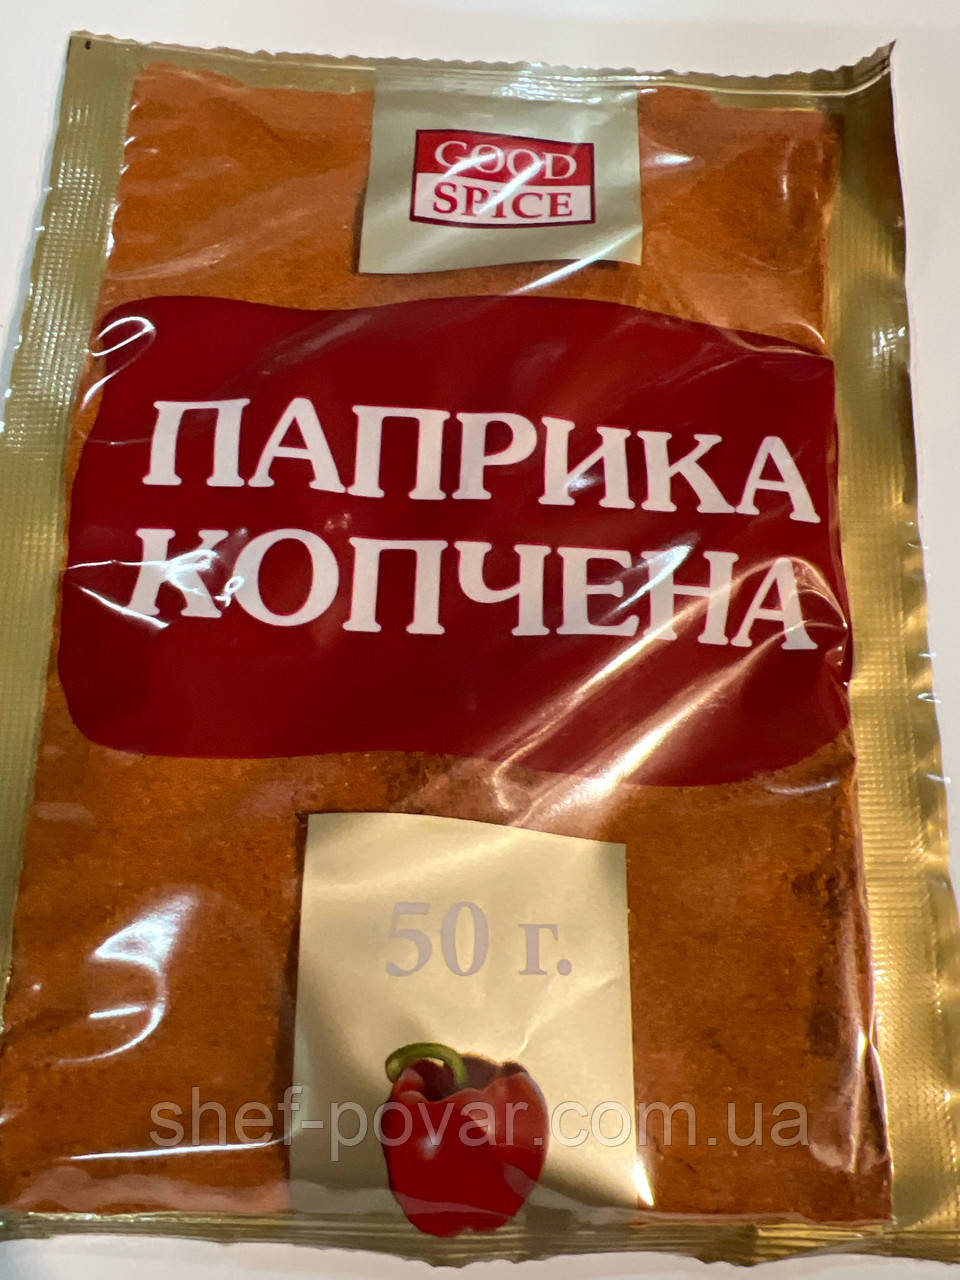 GOOD
SPICE
ПАПРИКА
КОПЧЕНА
50 г.
shef-povar.com.ua